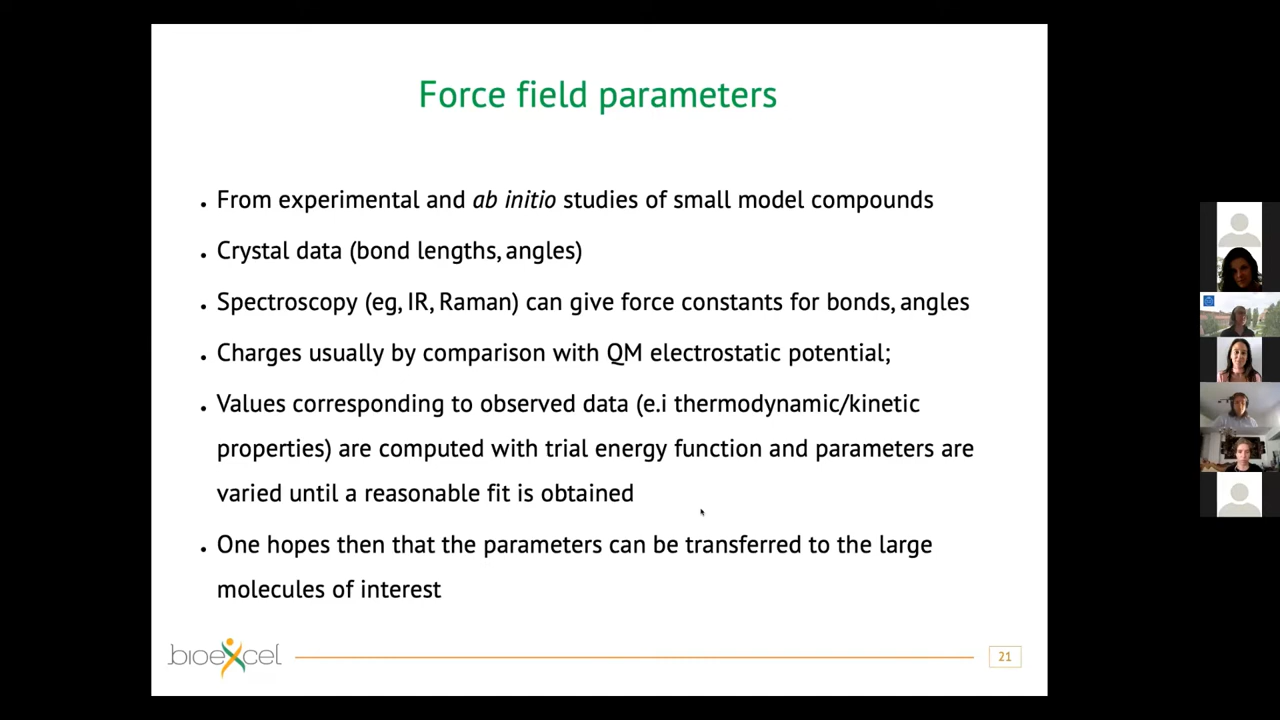 Force field parameters
• From experimental and ab initio studies of small model compounds
• Crystal data (bond lengths, angles)
• Spectroscopy (eg, IR, Raman) can give force constants for bonds, angles
• Charges usually by comparison with QM electrostatic potential;
• Values corresponding to observed data (e.i thermodynamic/kinetic
properties) are computed with trial energy function and parameters are
varied until a reasonable fit is obtained
• One hopes then that the parameters can be transferred to the large
molecules of interest
bioexcel
21